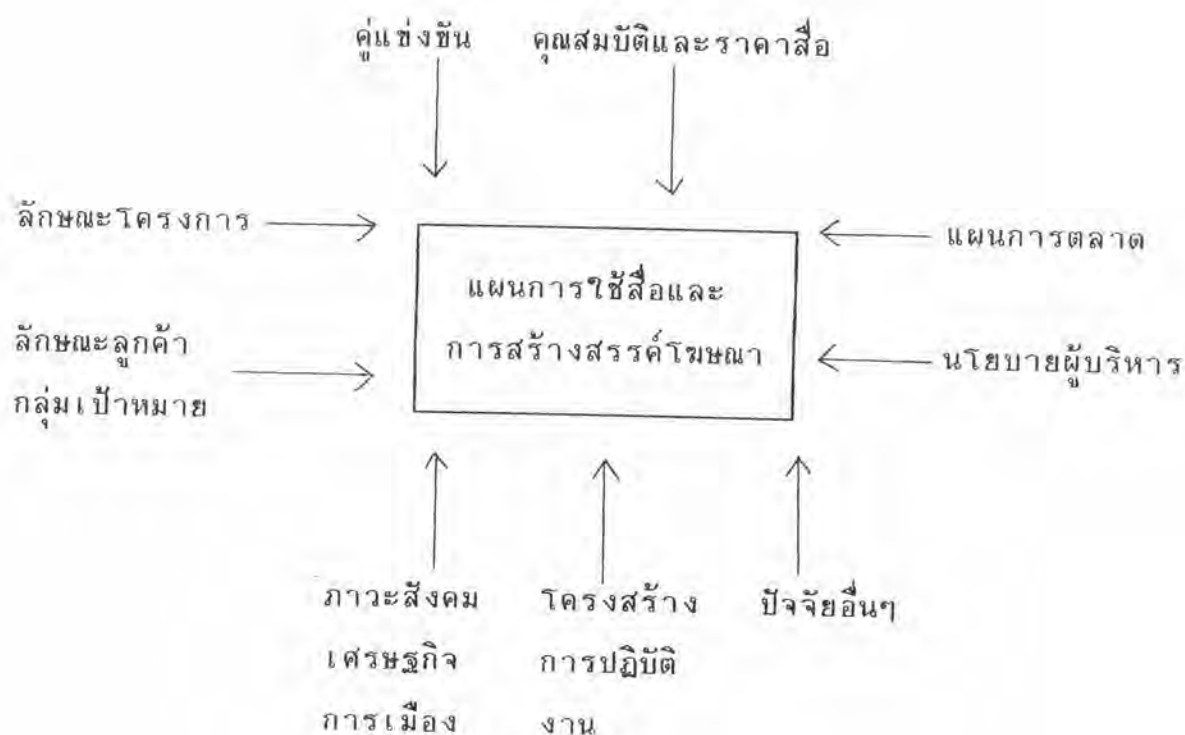 คู่แข่งขัน คุณสมบัติและราคาสื่อ
ลักษณะโครงการ
แผนการตลาด
แผนการใช้สื่อและ
การสร้างสรรค์โฆษณา
ลักษณะลูกค้า
กลุ่มเป้าหมาย
นโยบายผู้บริหาร
ภาวะสังคม
เศรษฐกิจ
การเมือง
โครงสร้าง
การปฏิบัติ
งาน
ปัจจัยอื่นๆ